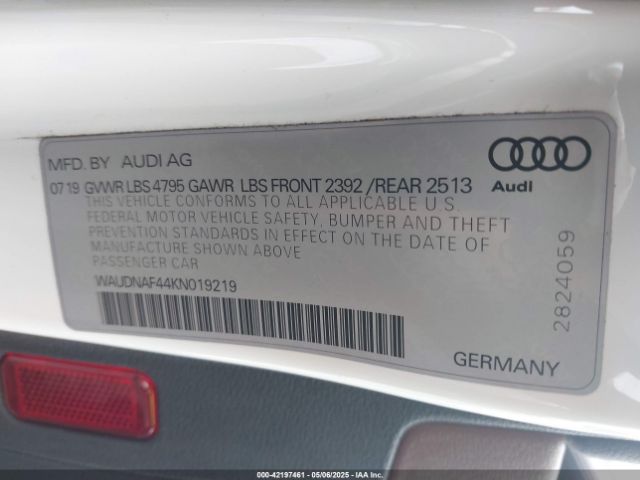 MFD. BY AUDI AG
07 19 GVWR LBS 4795 GAWR LBS FRONT 2392 / REAR 2513
THIS VEHICLE CONFORMS TO ALL APPLICABLE U.S.
FEDERAL MOTOR VEHICLE SAFETY, BUMPER AND THEFT
PREVENTION STANDARDS IN EFFECT ON THE DATE OF
MANUFACTURE SHOWN ABOVE
PASSENGER CAR
WAUDNAF44KN019219
Audi
2824059
GERMANY
000-42197461 - 05/06/2025 - IAAI.COM